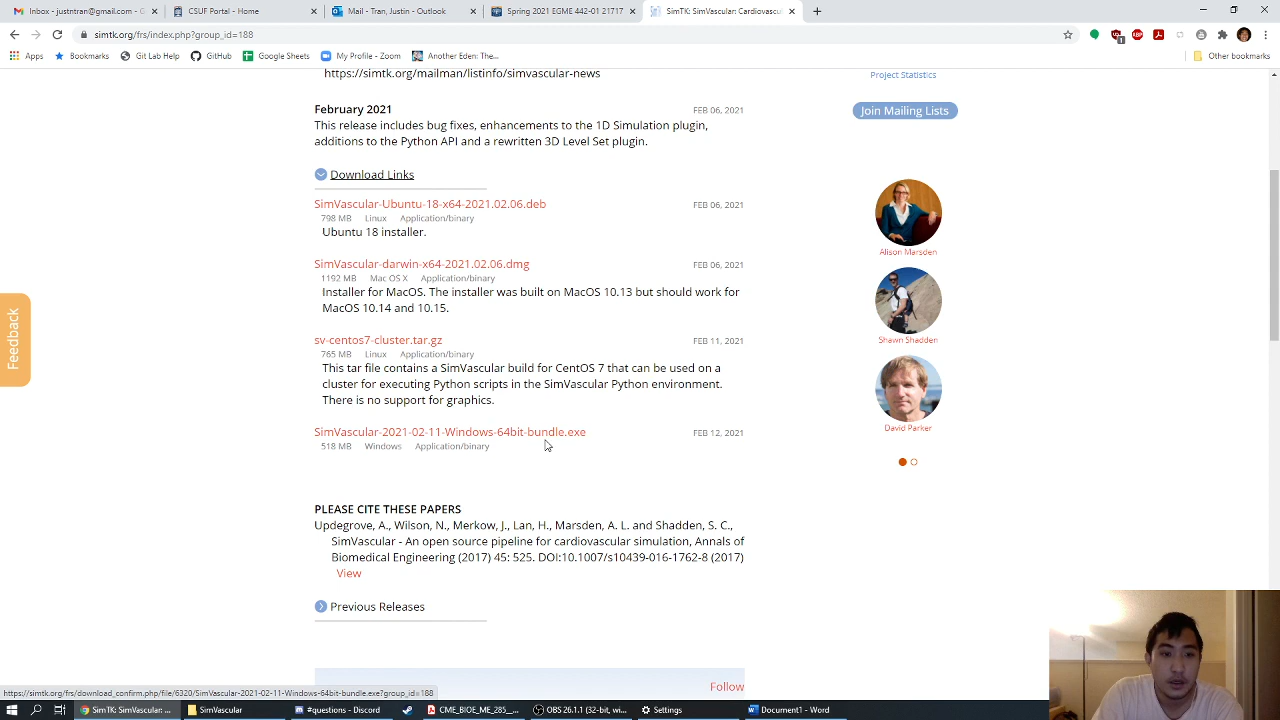 Inbox - justntran@gmail.com - G
CSUF Portal - Home
Mail - Tran, Justin - Outlook
Spring 2021 EGME 442-01 21717
SimTK: SimVascular: Cardiovascu
simtk.org/frs/index.php?group_id=188
Apps
Bookmarks
Git Lab Help
GitHub
Google Sheets
My Profile - Zoom
Another Eden: The...
Other bookmarks
https://simtk.org/mailman/listinfo/simvascular-news
Project Statistics
February 2021
FEB 06, 2021
Join Mailing Lists
This release includes bug fixes, enhancements to the 1D Simulation plugin,
additions to the Python API and a rewritten 3D Level Set plugin.
Download Links
SimVascular-Ubuntu-18-x64-2021.02.06.deb
FEB 06, 2021
798 MB Linux Application/binary
Ubuntu 18 installer.
Alison Marsden
SimVascular-darwin-x64-2021.02.06.dmg
FEB 06, 2021
1192 MB Mac OS X Application/binary
Installer for MacOS. The installer was built on MacOS 10.13 but should work for
MacOS 10.14 and 10.15.
Feedback
Shawn Shadden
sv-centos7-cluster.tar.gz
FEB 11, 2021
765 MB Linux Application/binary
This tar file contains a SimVascular build for CentOS 7 that can be used on a
cluster for executing Python scripts in the SimVascular Python environment.
There is no support for graphics.
David Parker
SimVascular-2021-02-11-Windows-64bit-bundle.exe
FEB 12, 2021
518 MB Windows Application/binary
PLEASE CITE THESE PAPERS
Updegrove, A., Wilson, N., Merkow, J., Lan, H., Marsden, A. L. and Shadden, S. C.,
SimVascular - An open source pipeline for cardiovascular simulation, Annals of
Biomedical Engineering (2017) 45: 525. DOI:10.1007/s10439-016-1762-8 (2017)
View
Previous Releases
Follow
https://simtk.org/frs/download_confirm.php/file/6320/SimVascular-2021-02-11-Windows-64bit-bundle.exe?group_id=188
SimTK: SimVascular: ...
SimVascular
#questions - Discord
CME_BIOE_ME_285_...
OBS 26.1.1 (32-bit, wi...
Settings
Document1 - Word